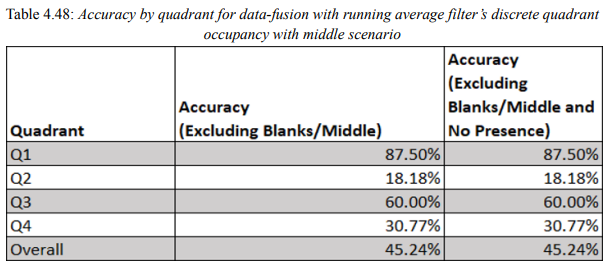 Table 4.48: Accuracy by quadrant for data-fusion with running average filter’s discrete quadrant
occupancy with middle scenario
Quadrant
Accuracy
(Excluding Blanks/Middle)
Accuracy
(Excluding
Blanks/Middle and
No Presence)
Q1 87.50% 87.50%
Q2 18.18% 18.18%
Q3 60.00% 60.00%
Q4 30.77% 30.77%
Overall 45.24% 45.24%